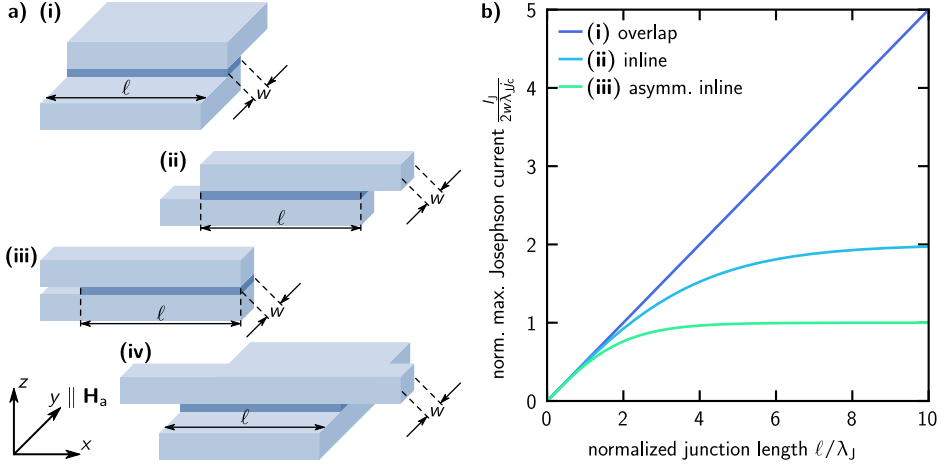 a) (i)
ℓ
w
(ii)
ℓ
w
(iii)
ℓ
w
(iv)
ℓ
w
z
y ∥ Hₐ
x
b)
norm. max. Josephson current I_J / 2wλ_J j_c
5
4
3
2
1
0
(i) overlap
(ii) inline
(iii) asymm. inline
0 2 4 6 8 10
normalized junction length ℓ/λ_J